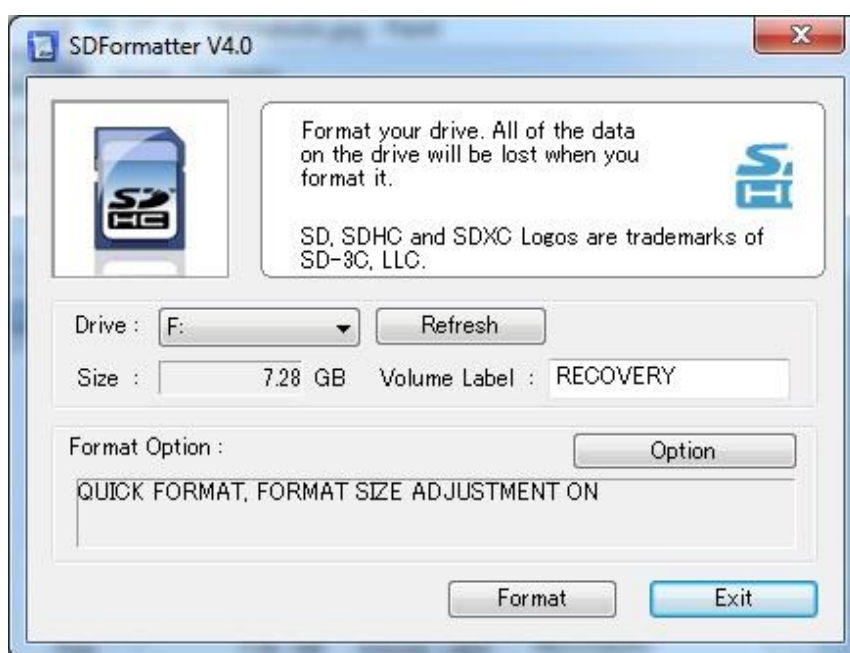 SDFormatter V4.0
Format your drive. All of the data
on the drive will be lost when you
format it.
SD, SDHC and SDXC Logos are trademarks of
SD-3C, LLC.
Drive :
F:
Refresh
Size :
7.28 GB
Volume Label :
RECOVERY
Format Option :
Option
QUICK FORMAT, FORMAT SIZE ADJUSTMENT ON
Format
Exit